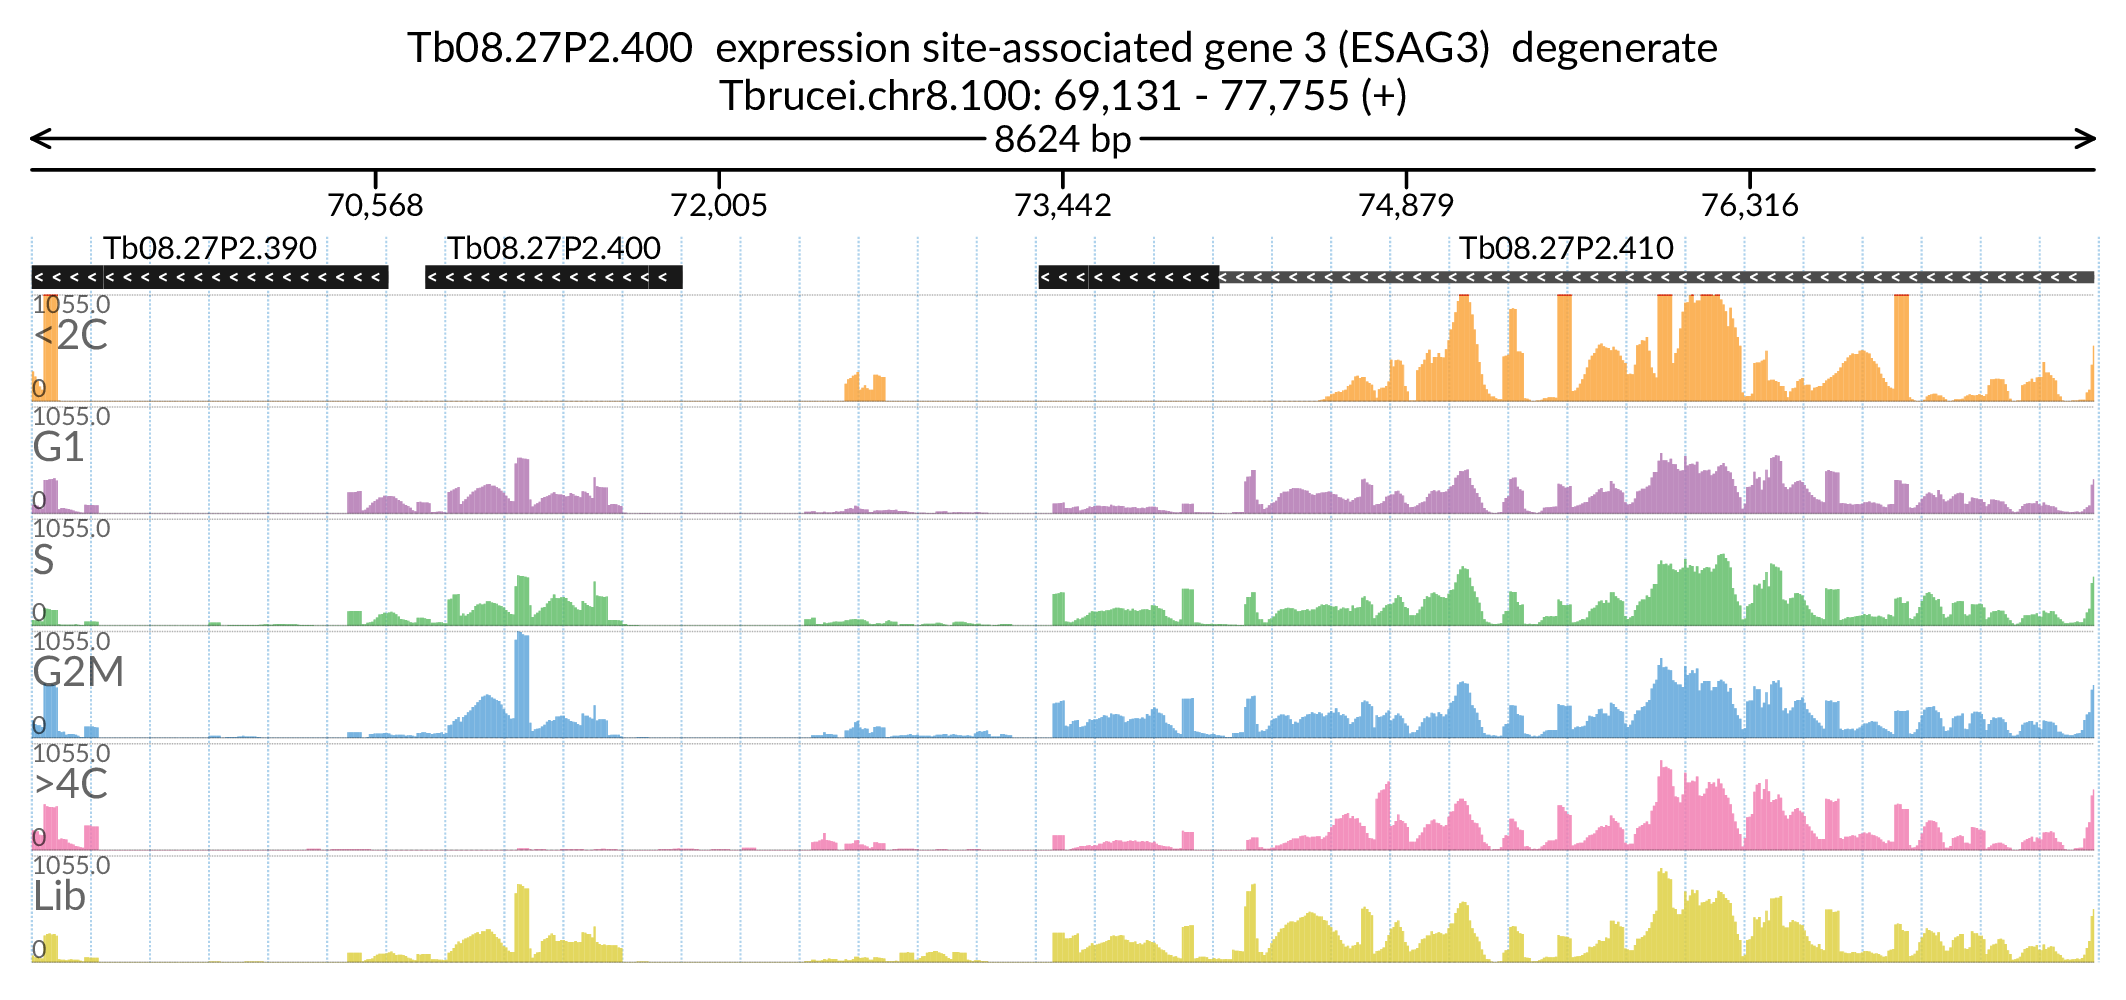 Tb08.27P2.400 expression site-associated gene 3 (ESAG3) degenerate
Tbrucei.chr8.100: 69,131 - 77,755 (+)
8624 bp
70,568 72,005 73,442 74,879 76,316
Tb08.27P2.390 Tb08.27P2.400 Tb08.27P2.410
1055.0
<2C
0
1055.0
G1
0
1055.0
S
0
1055.0
G2M
0
1055.0
>4C
0
1055.0
Lib
0